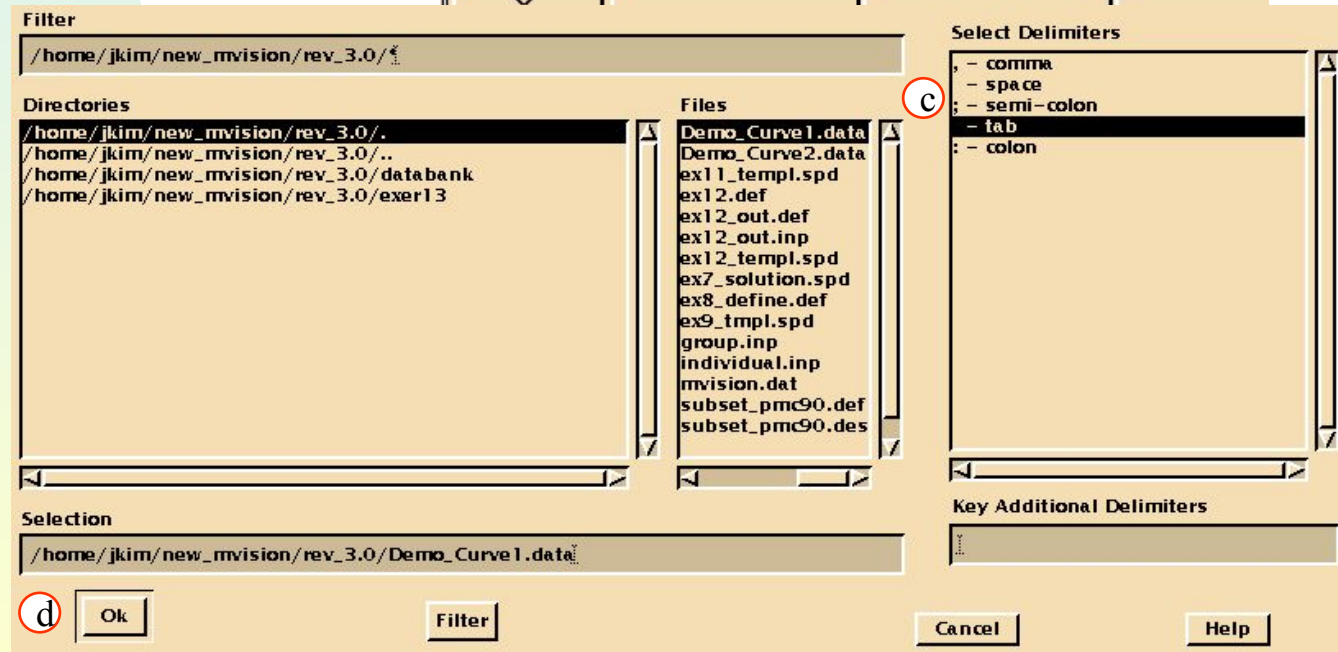 Filter
/home/jkim/new_mvision/rev_3.0/*
Directories
/home/jkim/new_mvision/rev_3.0/.
/home/jkim/new_mvision/rev_3.0/..
/home/jkim/new_mvision/rev_3.0/databank
/home/jkim/new_mvision/rev_3.0/exer13
Files
Demo_Curve1.data
Demo_Curve2.data
ex11_templ.spd
ex12.def
ex12_out.def
ex12_out.inp
ex12_templ.spd
ex7_solution.spd
ex8_define.def
ex9_tmpl.spd
group.inp
individual.inp
mvision.dat
subset_pmc90.def
subset_pmc90.des
Select Delimiters
c
, - comma
- space
; - semi-colon
- tab
: - colon
Selection
/home/jkim/new_mvision/rev_3.0/Demo_Curve1.data
Key Additional Delimiters
d
Ok
Filter
Cancel
Help